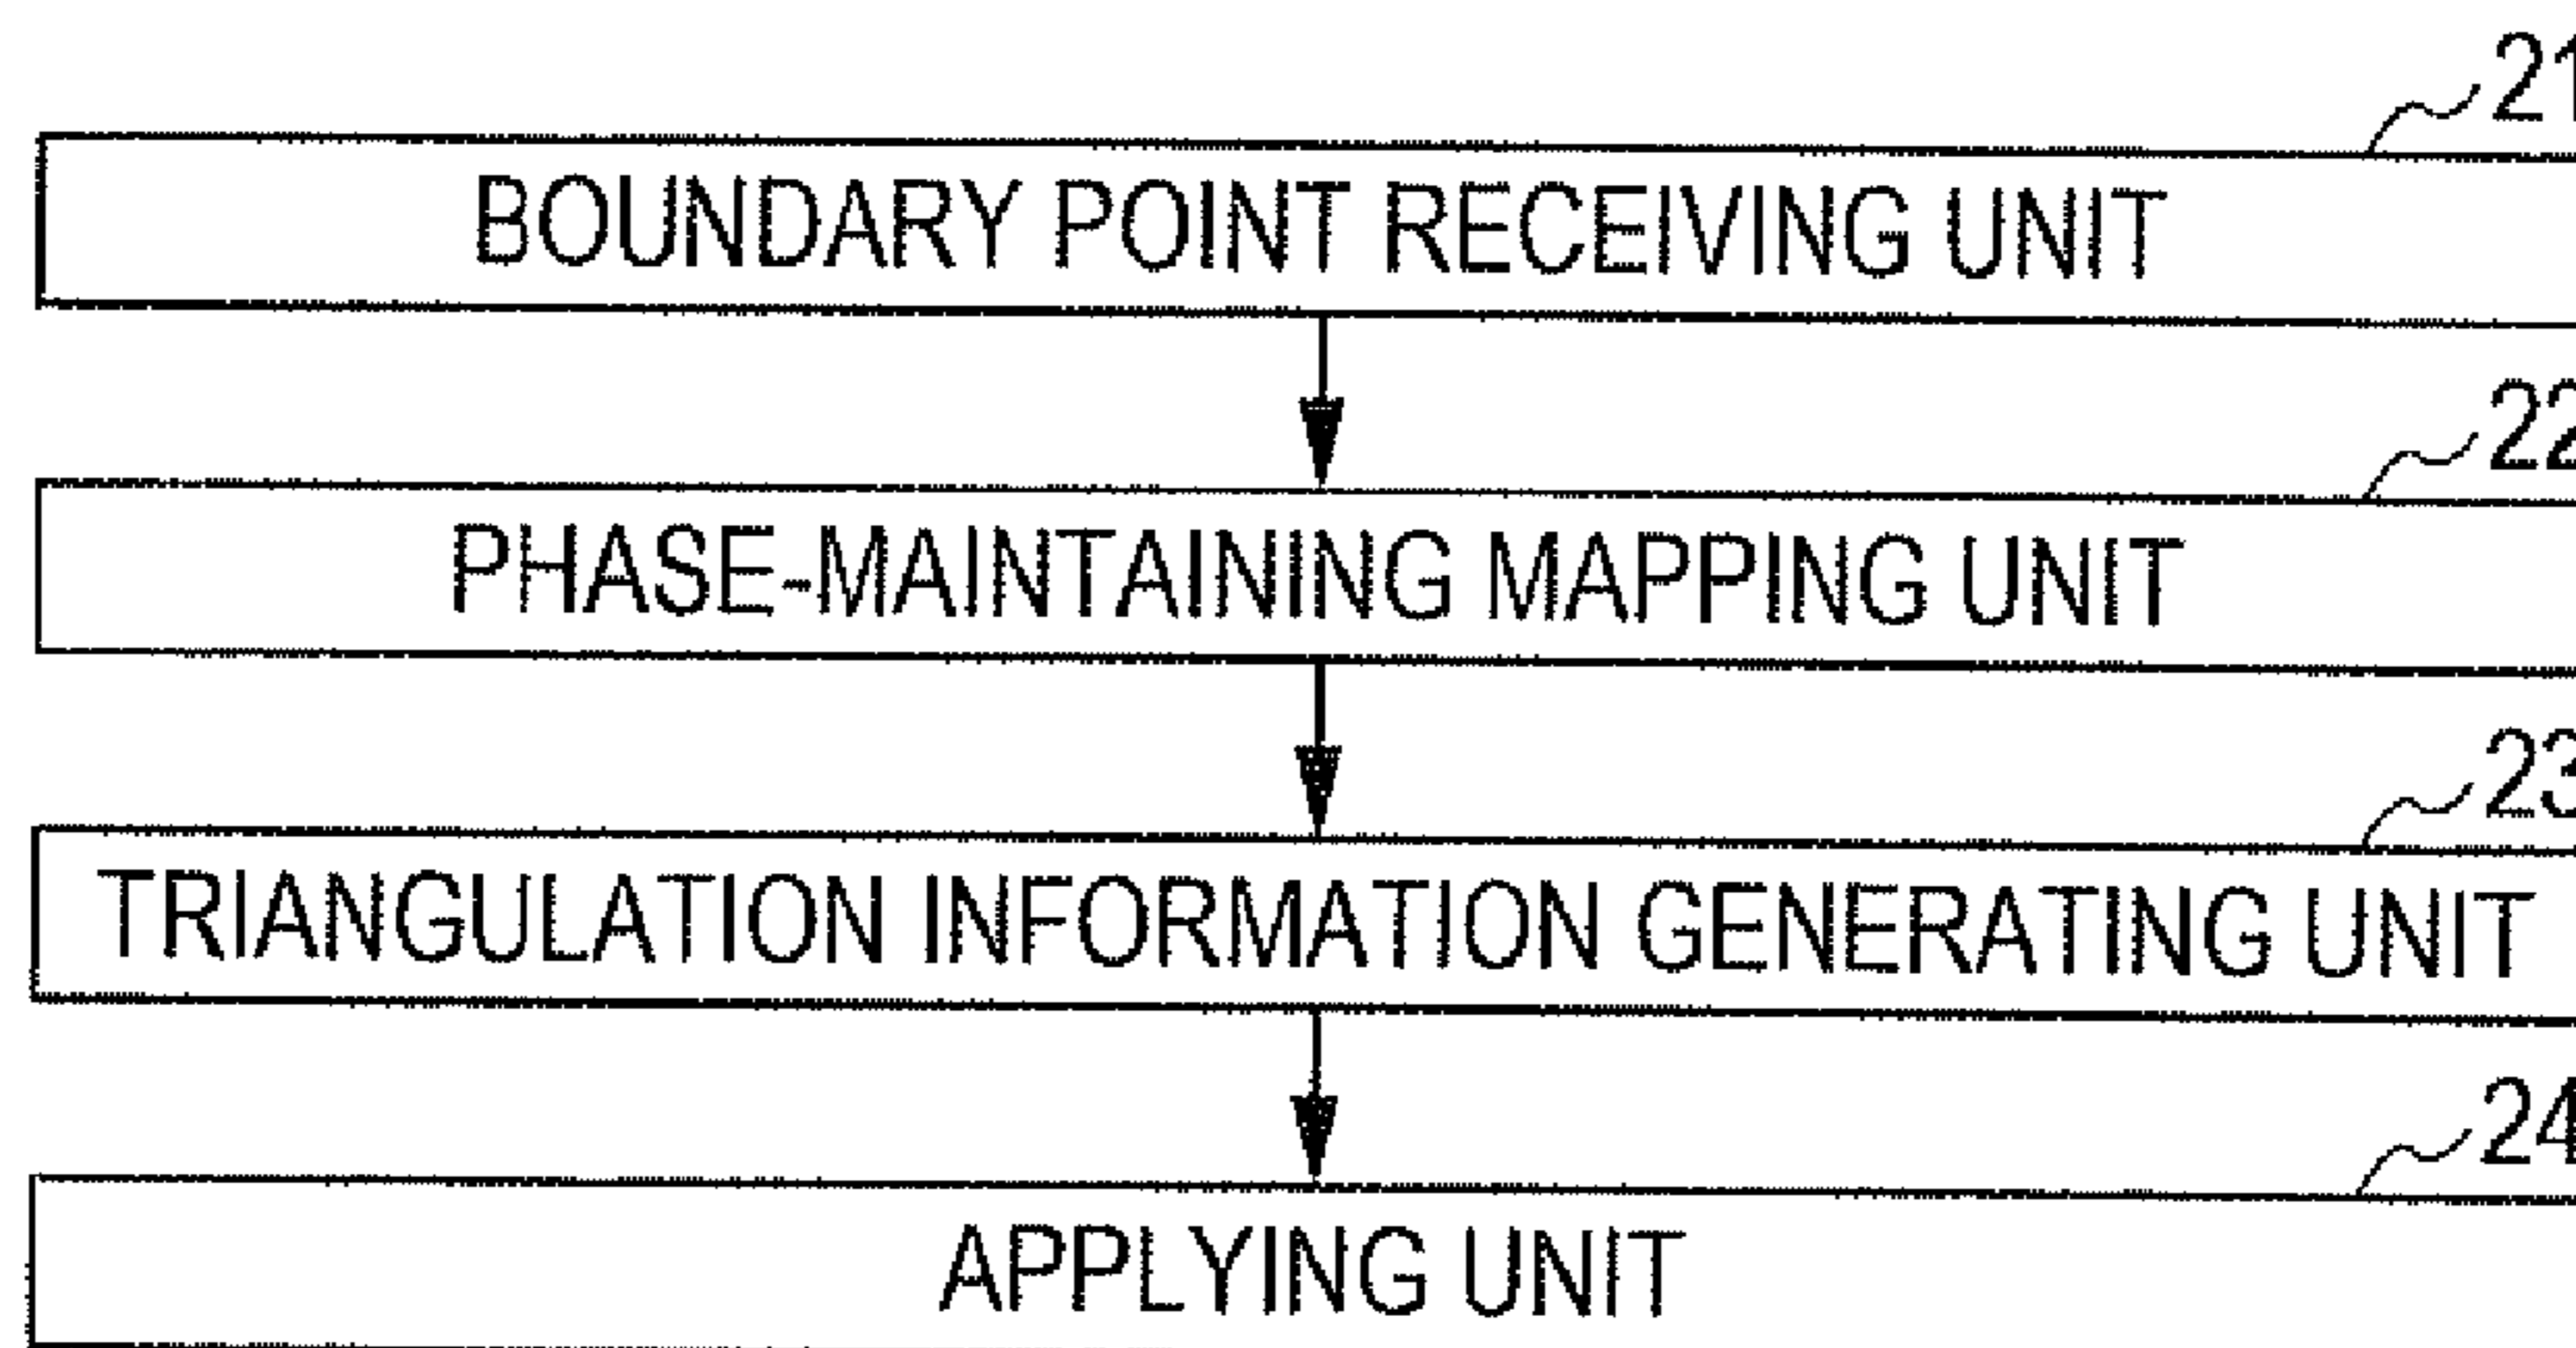 21
BOUNDARY POINT RECEIVING UNIT
22
PHASE-MAINTAINING MAPPING UNIT
23
TRIANGULATION INFORMATION GENERATING UNIT
24
APPLYING UNIT